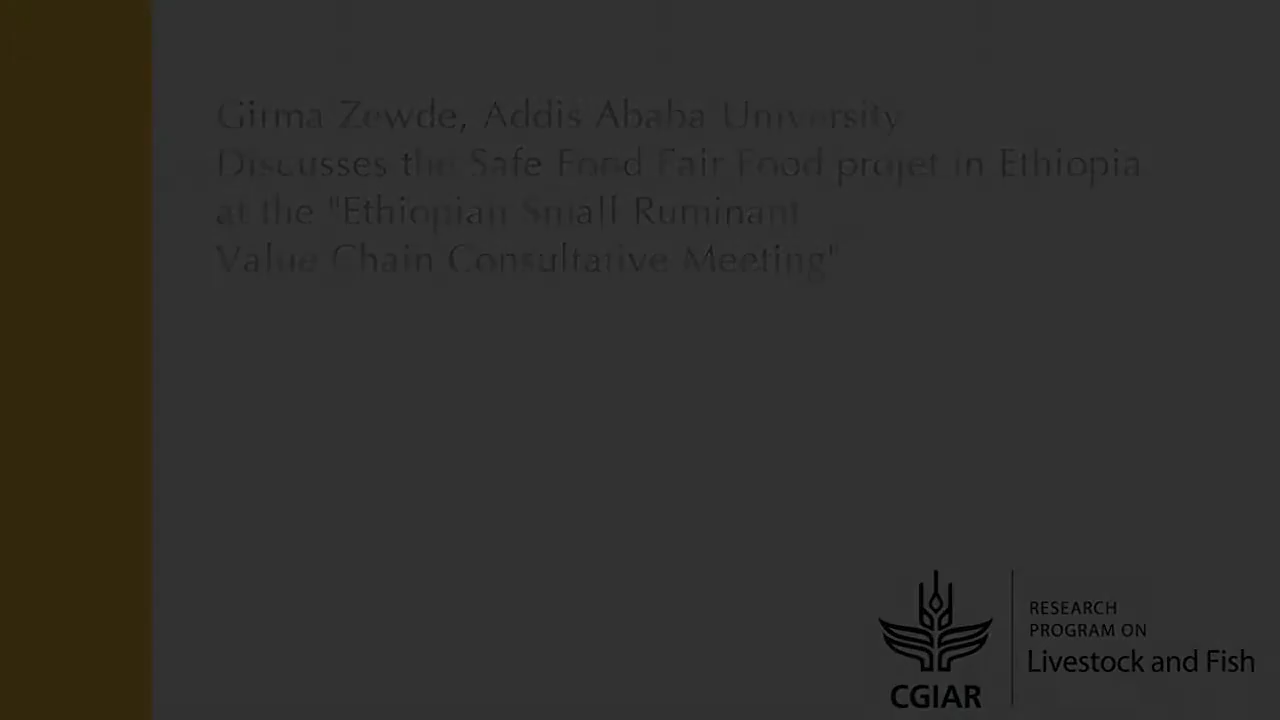 Girma Zewde, Addis Ababa University
Discusses the Safe Food Fair Food projet in Ethiopia
at the "Ethiopian Small Ruminant
Value Chain Consultative Meeting"
RESEARCH
PROGRAM ON
Livestock and Fish
CGIAR